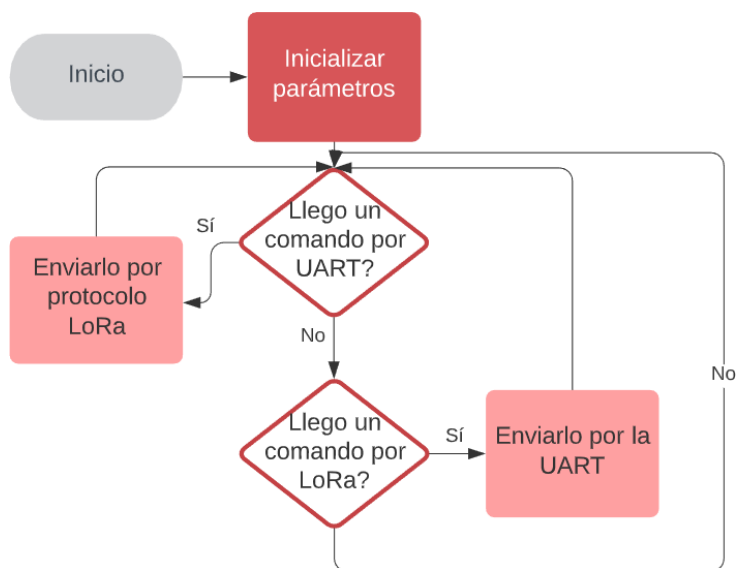 Inicio
Inicializar
parámetros
Llego un
comando por
UART?
Sí
Enviarlo por
protocolo
LoRa
No
Llego un
comando por
LoRa?
Sí
Enviarlo por la
UART
No